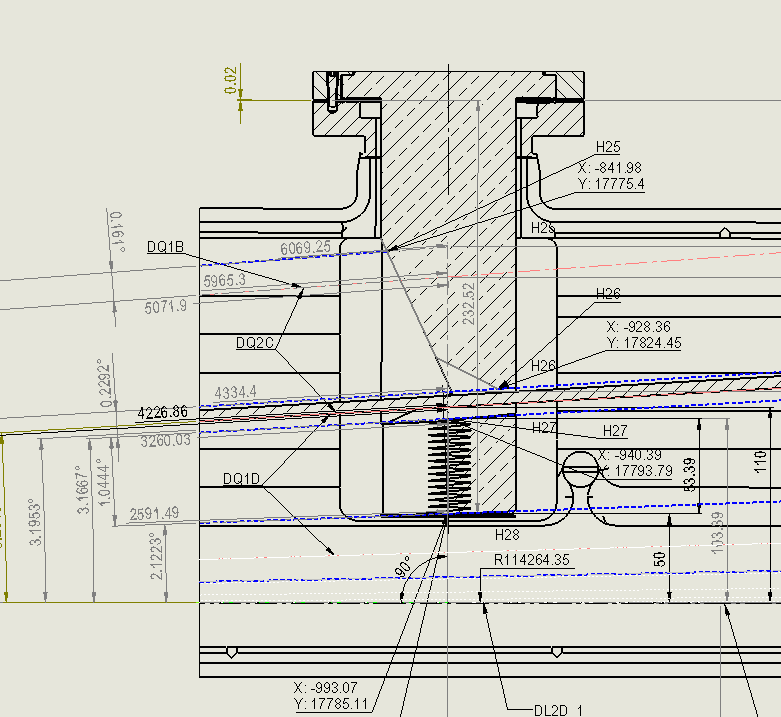 0.02
H25
X: -841.98
Y: 17775.4
0.161°
DQ1B
6069.25
H25
5965.3
5071.9
232.52
H26
X: -928.36
Y: 17824.45
DQ2C
0.2292°
H26
4334.4
4226.86
3260.03
H27
H27
X: -940.39
Y: 17793.79
DQ1D
1.0444°
3.1667°
3.1953°
53.39
110
103.39
2591.49
2.1223°
H28
90°
R114264.35
50
X: -993.07
Y: 17785.11
DL2D_1